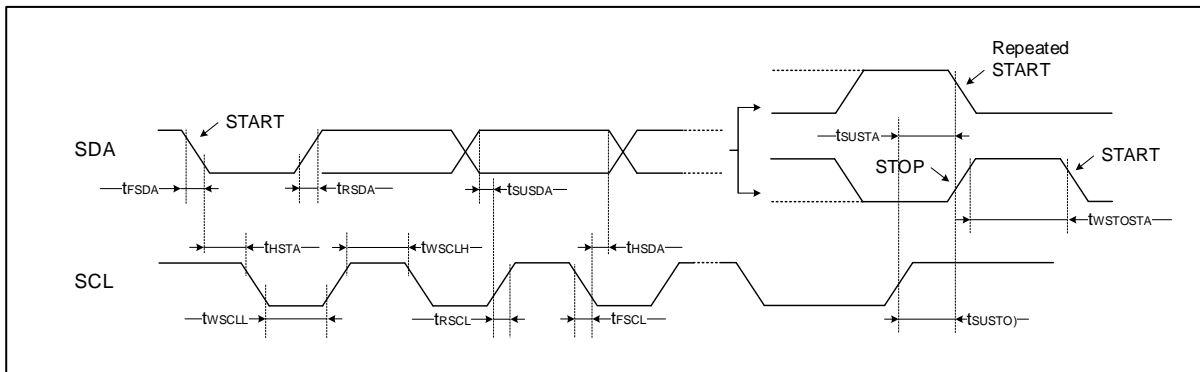 Repeated
START
START
tSUSTA
SDA
STOP
START
tFSDA
tRSDA
tSUSDA
tWSTOSTA
tHSTA
tWSCLH
tHSDA
SCL
tWSCLL
tRSCL
tFSCL
tSUSTO)